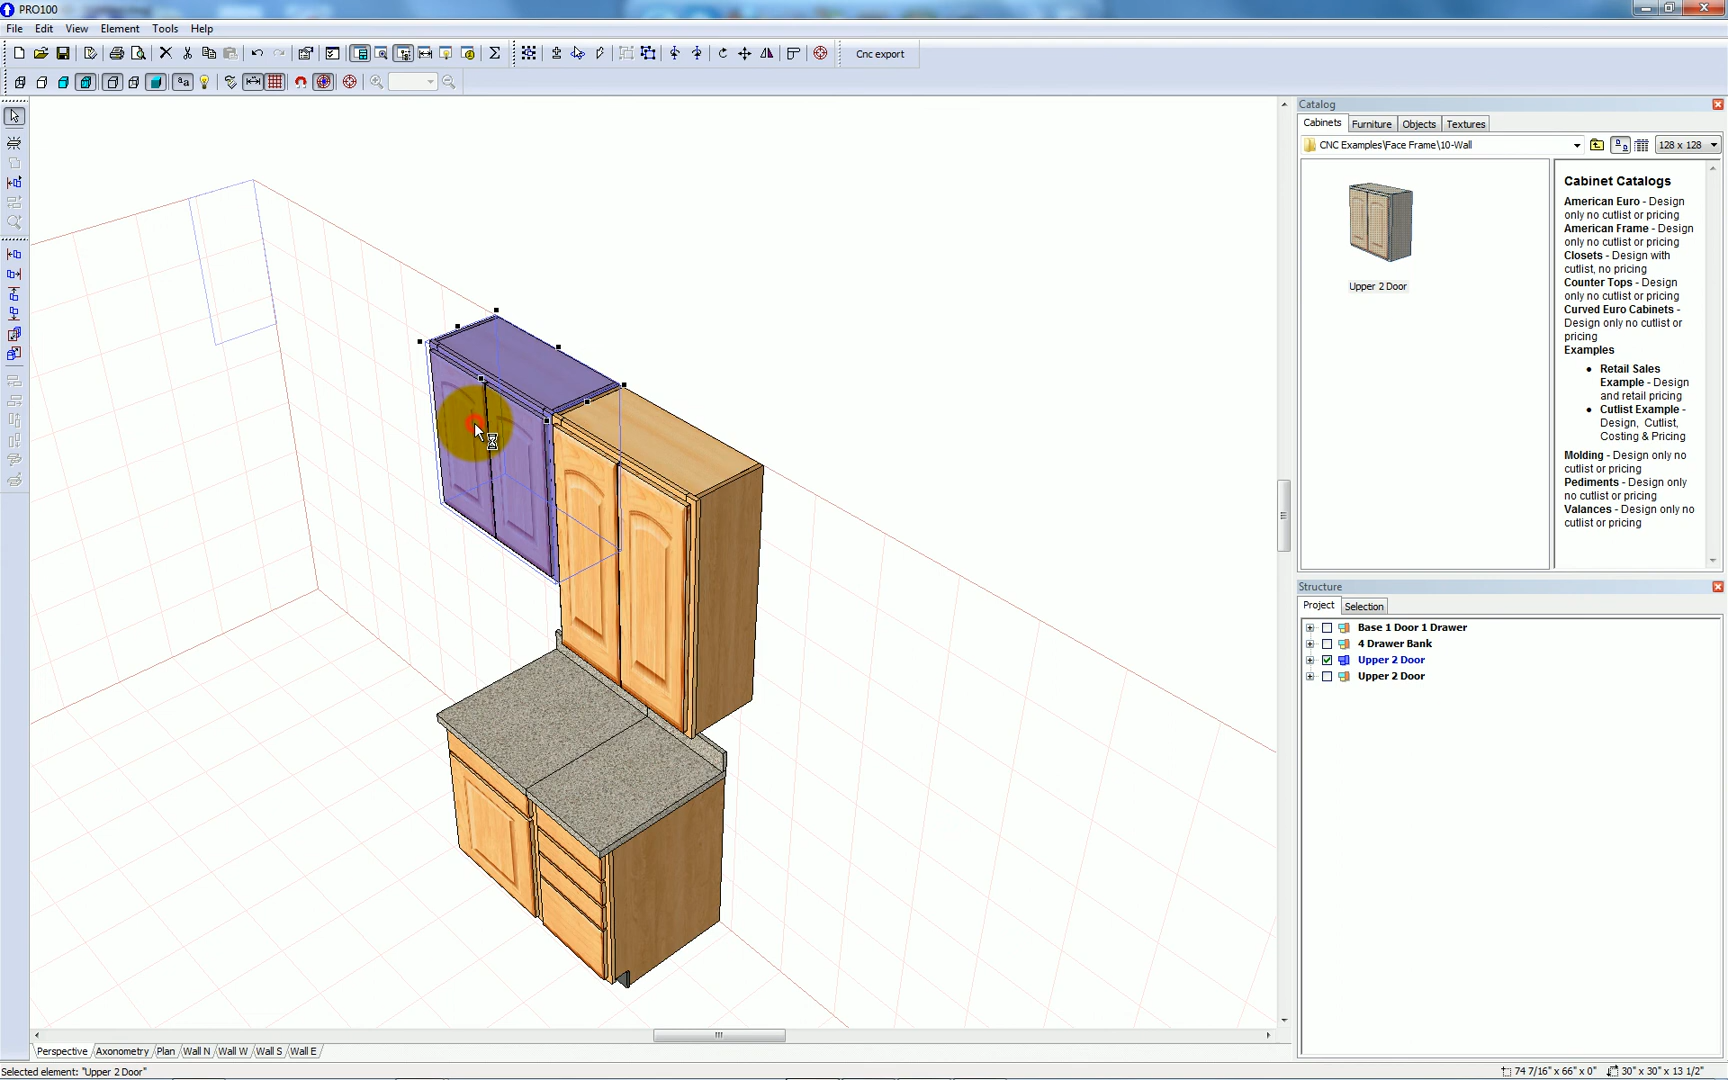 PRO100
File Edit View Element Tools Help
Cnc export
Catalog
Cabinets Furniture Objects Textures
CNC Examples\Face Frame\10-Wall
128 x 128
Upper 2 Door
Cabinet Catalogs
American Euro - Design
only no cutlist or pricing
American Frame - Design
only no cutlist or pricing
Closets - Design with
cutlist, no pricing
Counter Tops - Design
only no cutlist or pricing
Curved Euro Cabinets -
Design only no cutlist or
pricing
Examples
Retail Sales
Example - Design
and retail pricing
Cutlist Example -
Design, Cutlist,
Costing & Pricing
Molding - Design only no
cutlist or pricing
Pediments - Design only
no cutlist or pricing
Valances - Design only no
cutlist or pricing
Structure
Project Selection
Base 1 Door 1 Drawer
4 Drawer Bank
Upper 2 Door
Upper 2 Door
Perspective Axonometry Plan Wall N Wall W Wall S Wall E
Selected element: "Upper 2 Door"
74 7/16" x 66" x 0" 30" x 30" x 13 1/2"